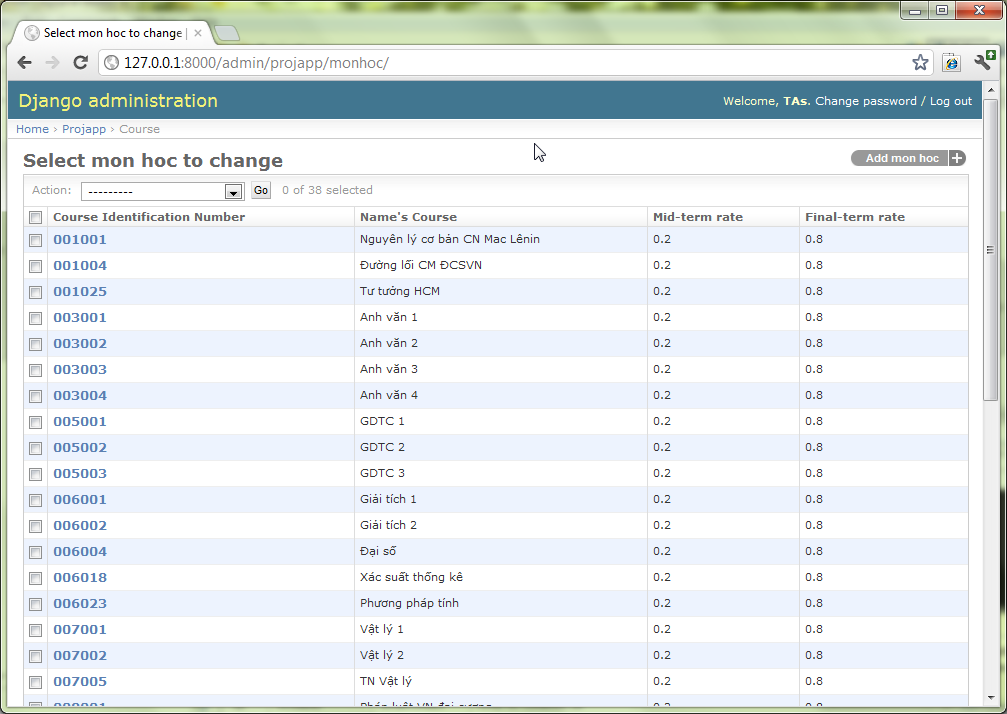 Select mon hoc to change |
127.0.0.1:8000/admin/projapp/monhoc/
Django administration
Welcome, TAs. Change password / Log out
Home › Projapp › Course
Select mon hoc to change
Add mon hoc +
Action: --------- Go 0 of 38 selected
Course Identification Number Name's Course Mid-term rate Final-term rate
001001 Nguyên lý cơ bản CN Mac Lênin 0.2 0.8
001004 Đường lối CM ĐCSVN 0.2 0.8
001025 Tư tưởng HCM 0.2 0.8
003001 Anh văn 1 0.2 0.8
003002 Anh văn 2 0.2 0.8
003003 Anh văn 3 0.2 0.8
003004 Anh văn 4 0.2 0.8
005001 GDTC 1 0.2 0.8
005002 GDTC 2 0.2 0.8
005003 GDTC 3 0.2 0.8
006001 Giải tích 1 0.2 0.8
006002 Giải tích 2 0.2 0.8
006004 Đại số 0.2 0.8
006018 Xác suất thống kê 0.2 0.8
006023 Phương pháp tính 0.2 0.8
007001 Vật lý 1 0.2 0.8
007002 Vật lý 2 0.2 0.8
007005 TN Vật lý 0.2 0.8